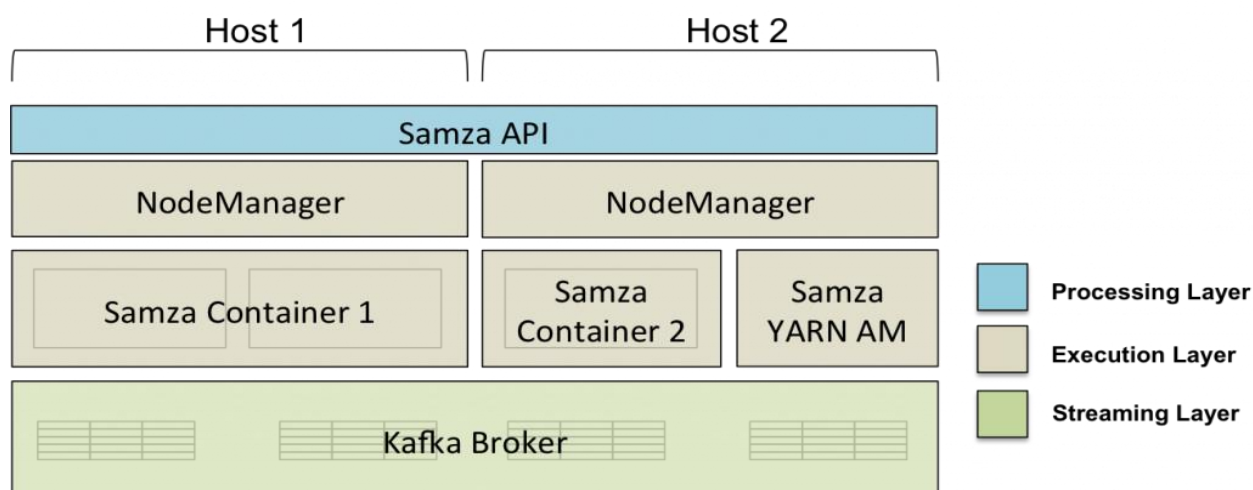 Host 1
Host 2
Samza API
NodeManager
NodeManager
Samza Container 1
Samza
Container 2
Samza
YARN AM
Kafka Broker
Processing Layer
Execution Layer
Streaming Layer